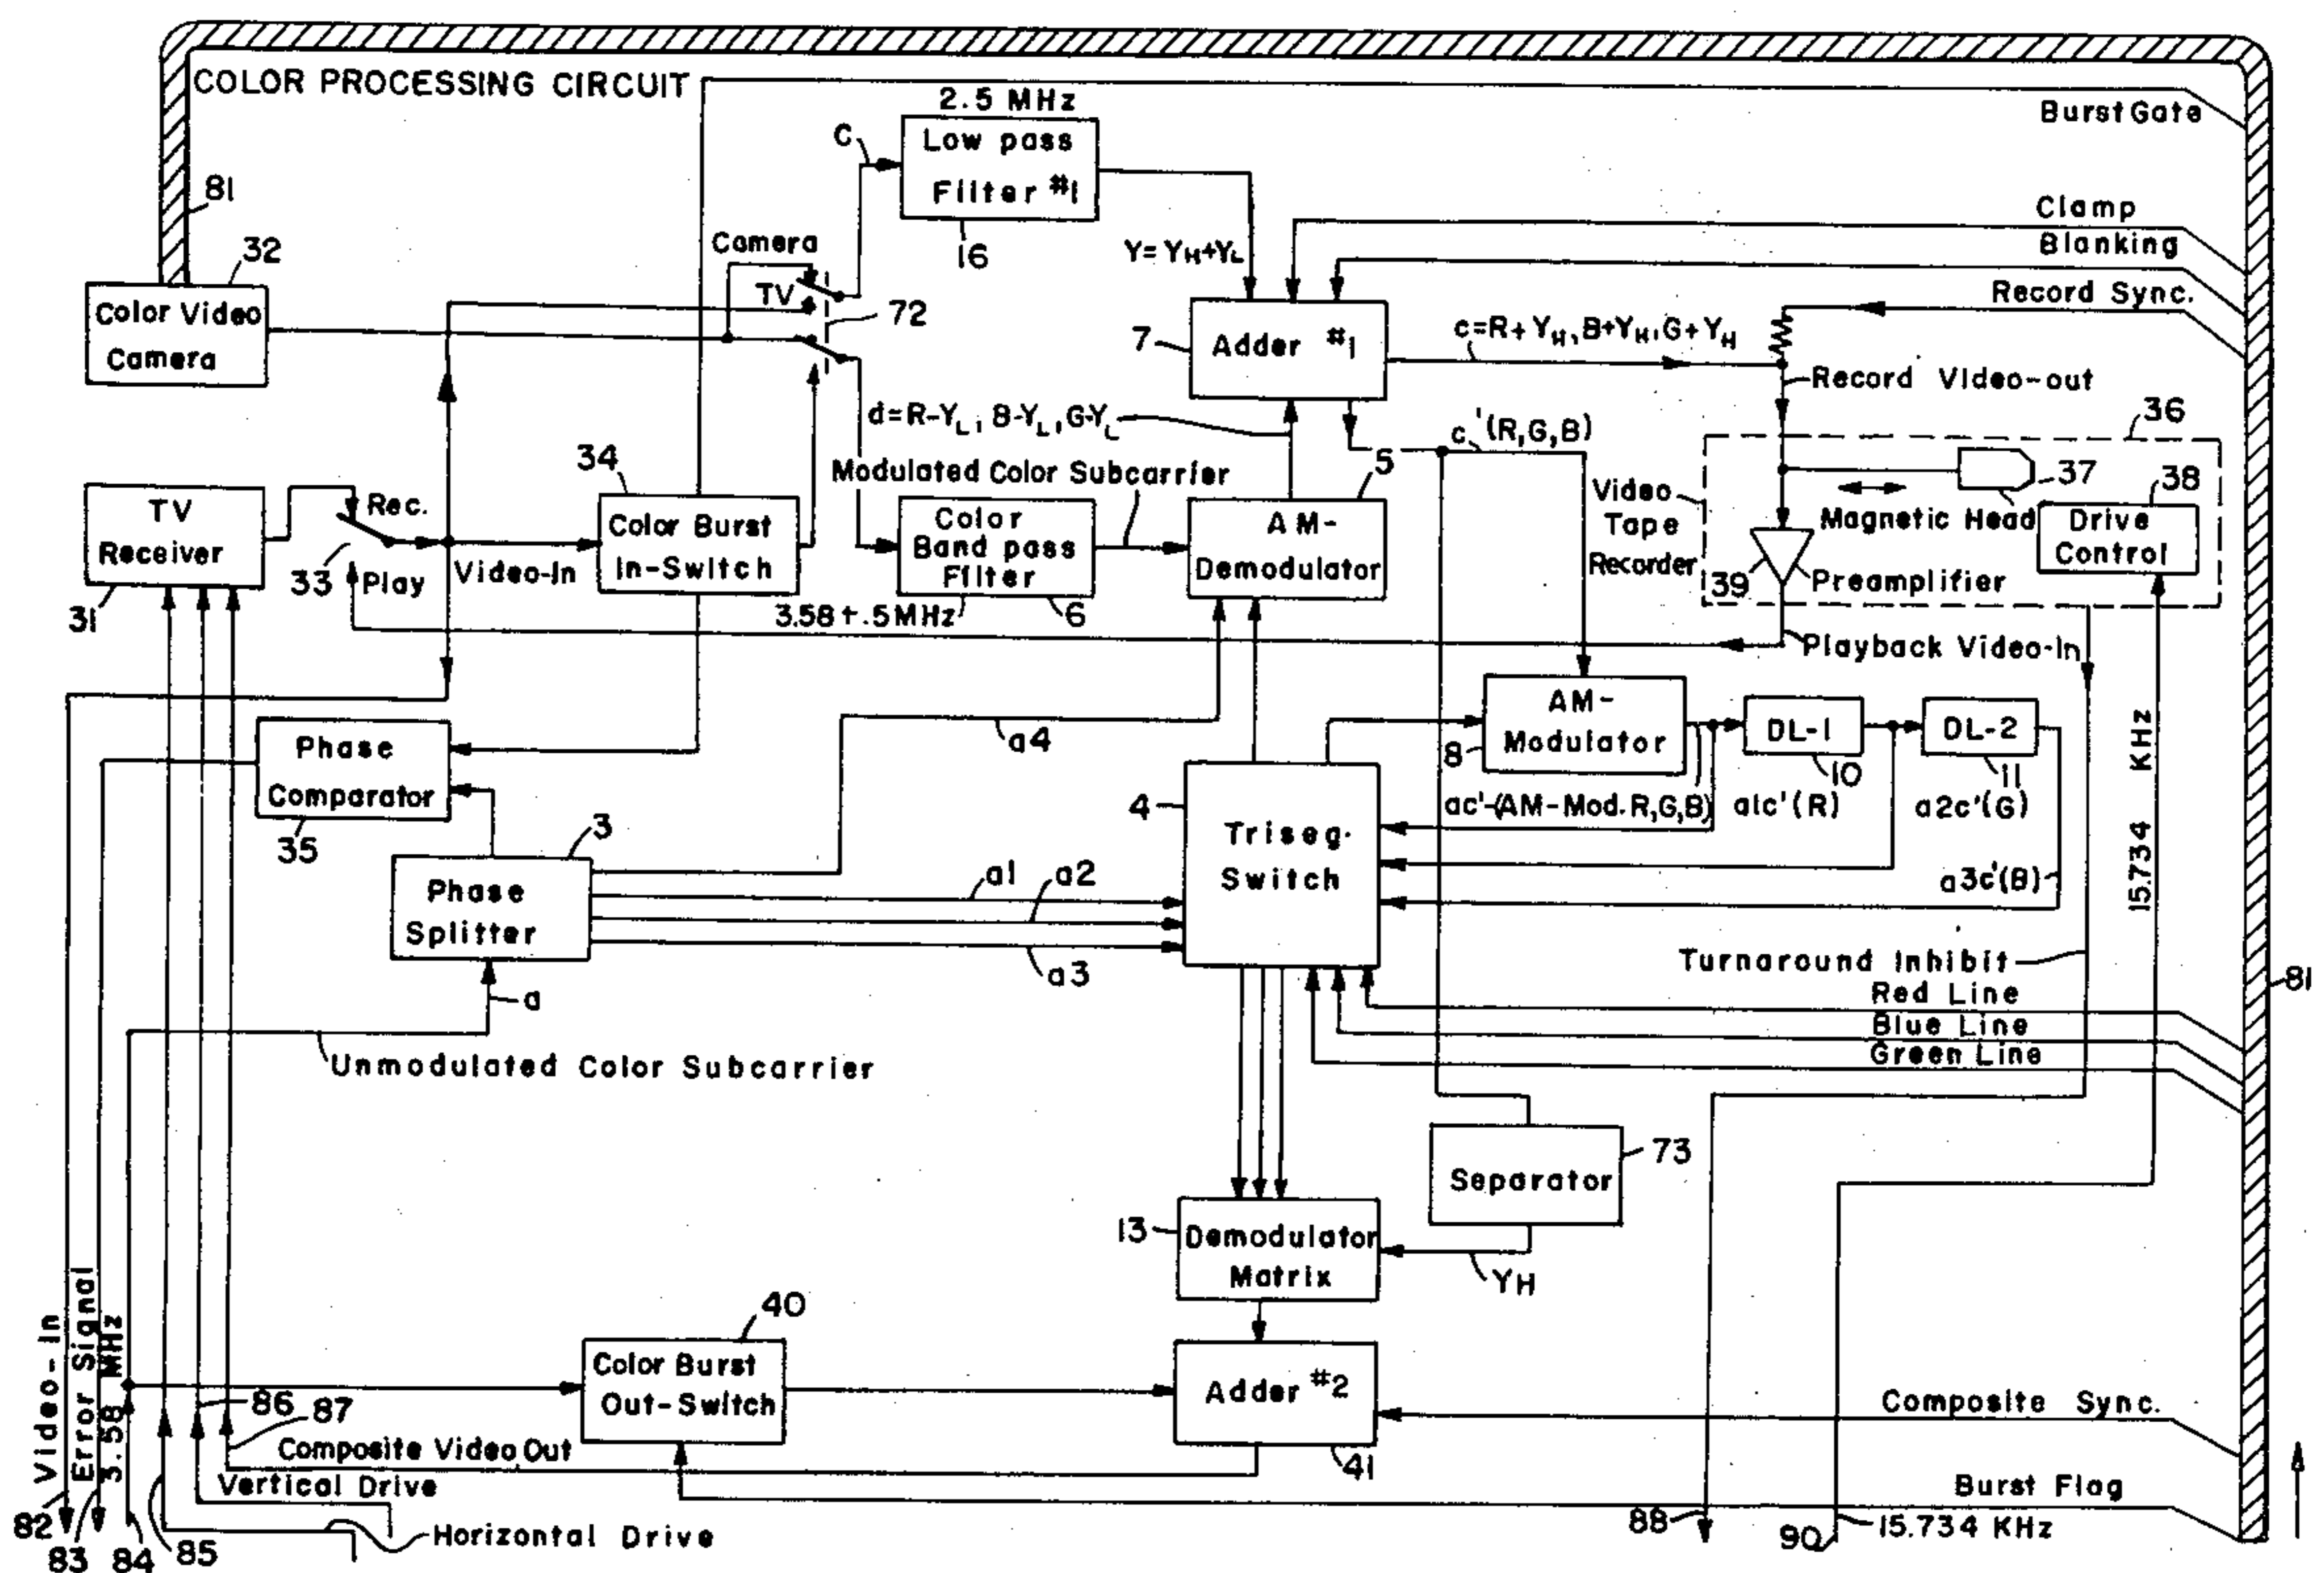 COLOR PROCESSING CIRCUIT
2.5 MHz
Burst Gate
C
Low pass
Filter #1
16
81
Clamp
Blanking
Record Sync.
32
Color Video
Camera
Camera
TV
72
Y=YH+YL
7
Adder #1
c=R+YH,B+YH,G+YH
Record Video-out
d=R-YL, B-YL, G-YL
c'(R,G,B)
36
34
Modulated Color Subcarrier
5
37
38
TV
Receiver
31
Rec.
33
Play
Video-In
Color Burst
In-Switch
Color
Band pass
Filter
3.58+.5MHz
6
AM-
Demodulator
Video
Tape
Recorder
Magnetic Head
Drive
Control
39
Preamplifier
Playback Video-In
Phase
Comparator
35
a4
AM-
Modulator
8
DL-1
10
DL-2
11
15.734 KHz
ac'-(AM-Mod.R,G,B)
a1c'(R)
a2c'(G)
a3c'(B)
4
Triseg.
Switch
3
Phase
Splitter
a1
a2
a3
a
Unmodulated Color Subcarrier
Turnaround Inhibit
Red Line
Blue Line
Green Line
81
73
Separator
13
Demodulator
Matrix
YH
40
Color Burst
Out-Switch
Adder #2
41
Composite Sync.
Burst Flag
Video-In
Error Signal
3.58 MHz
86
87
Composite Video Out
Vertical Drive
Horizontal Drive
82
83
84
85
88
90
15.734 KHz